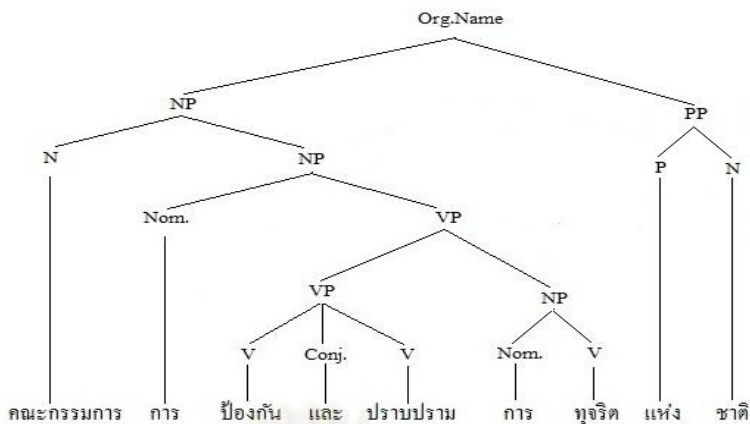 Org.Name
NP PP
N NP P N
Nom. VP
VP NP
V Conj. V Nom. V
คณะกรรมการ การ ป้องกัน และ ปราบปราม การ ทุจริต แห่ง ชาติ